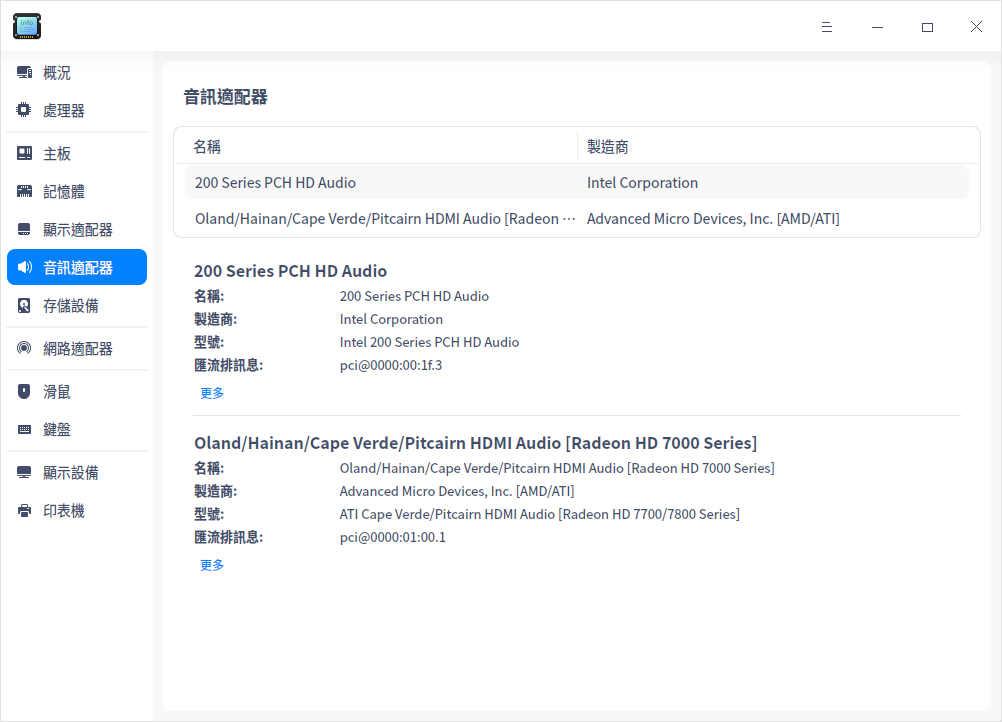 info
概況
處理器
主板
記憶體
顯示適配器
音訊適配器
存儲設備
網路適配器
滑鼠
鍵盤
顯示設備
印表機
音訊適配器
名稱 製造商
200 Series PCH HD Audio Intel Corporation
Oland/Hainan/Cape Verde/Pitcairn HDMI Audio [Radeon ··· Advanced Micro Devices, Inc. [AMD/ATI]
200 Series PCH HD Audio
名稱: 200 Series PCH HD Audio
製造商: Intel Corporation
型號: Intel 200 Series PCH HD Audio
匯流排訊息: pci@0000:00:1f.3
更多
Oland/Hainan/Cape Verde/Pitcairn HDMI Audio [Radeon HD 7000 Series]
名稱: Oland/Hainan/Cape Verde/Pitcairn HDMI Audio [Radeon HD 7000 Series]
製造商: Advanced Micro Devices, Inc. [AMD/ATI]
型號: ATI Cape Verde/Pitcairn HDMI Audio [Radeon HD 7700/7800 Series]
匯流排訊息: pci@0000:01:00.1
更多